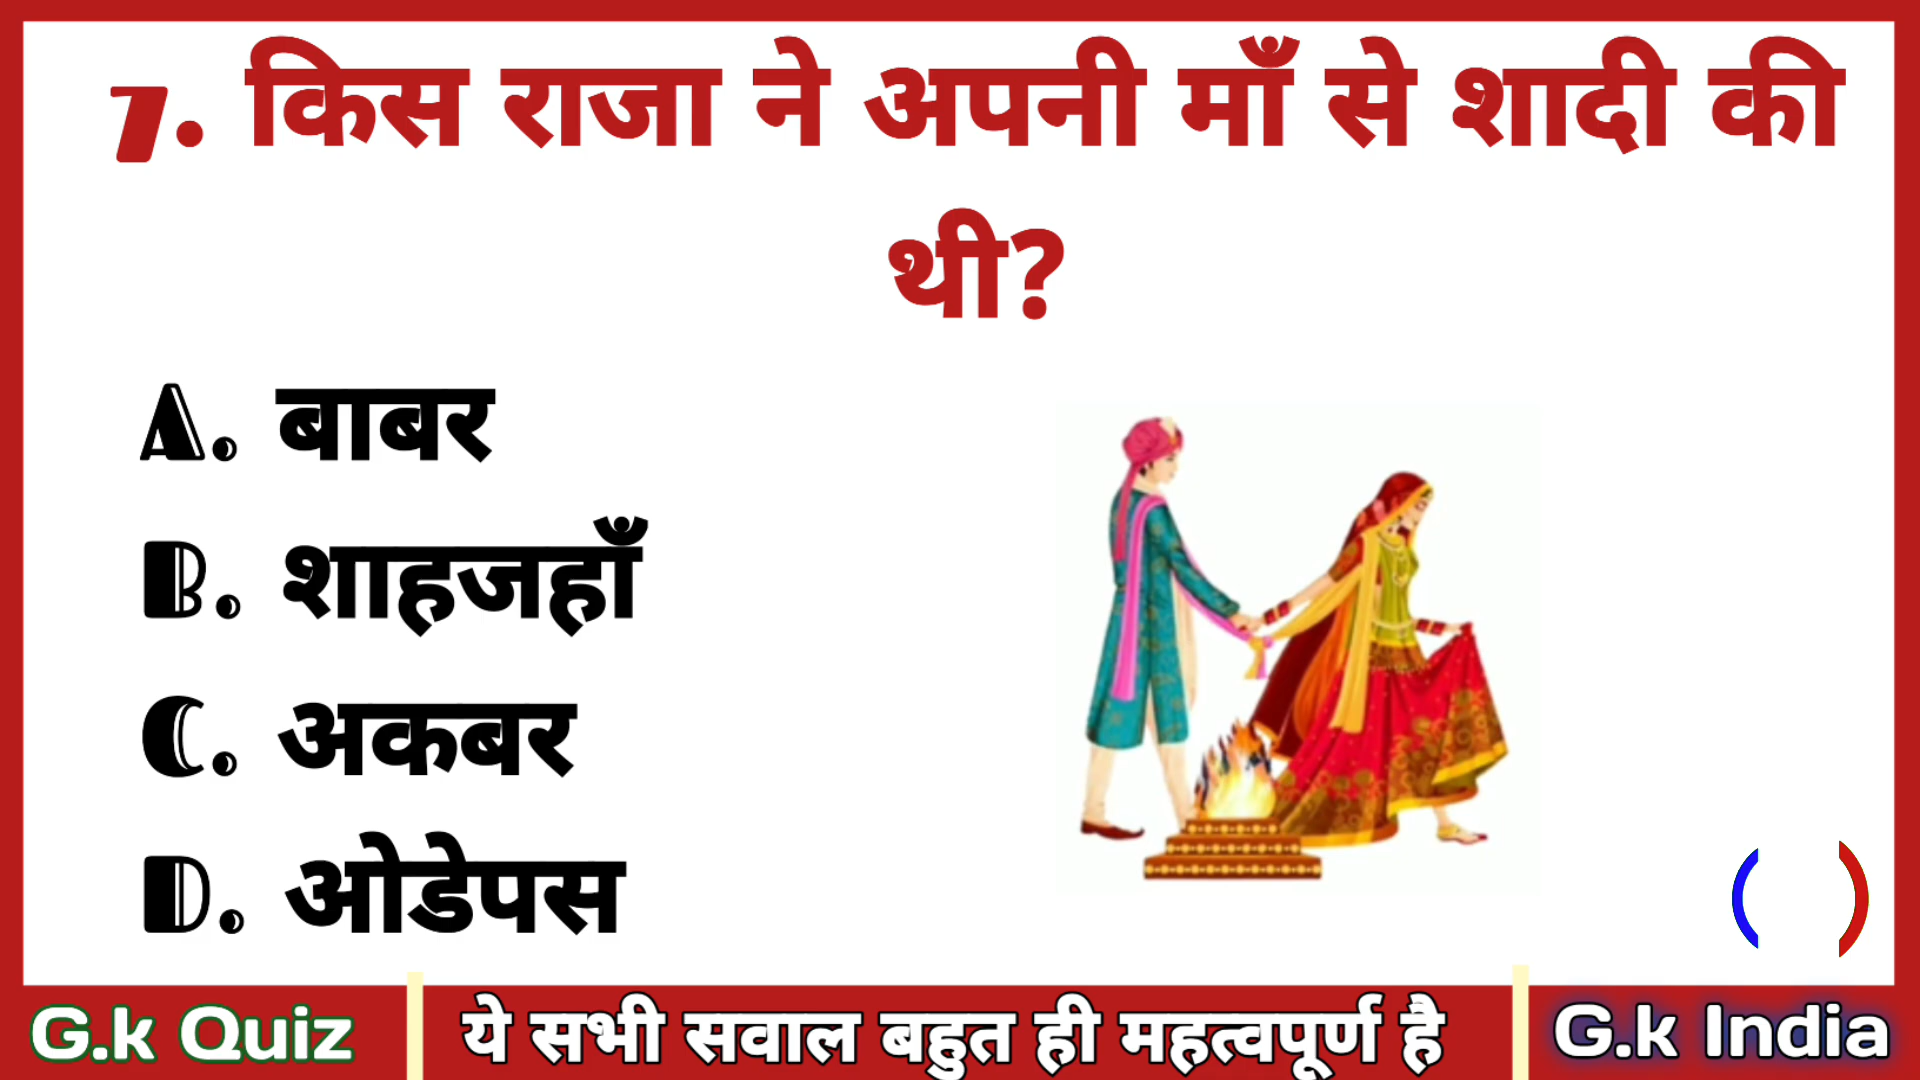 7. किस राजा ने अपनी माँ से शादी की
थी?
A. बाबर
B. शाहजहाँ
C. अकबर
D. ओडेपस
G.k Quiz
ये सभी सवाल बहुत ही महत्वपूर्ण है
G.k India